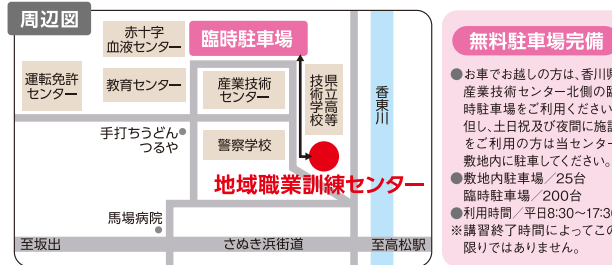 周辺図
赤十字
血液センター
臨時駐車場
運転免許
センター
教育センター
産業技術
センター
県立高等
技術学校
香東川
手打ちうどん
つるや
警察学校
地域職業訓練センター
馬場病院
至坂出
さぬき浜街道
至高松駅
無料駐車場完備
●お車でお越しの方は、香川県
産業技術センター北側の臨
時駐車場をご利用ください
但し、土日祝及び夜間に施設
をご利用の方は当センター
敷地内に駐車してください。
●敷地内駐車場／25台
臨時駐車場／200台
●利用時間／平日8:30〜17:30
※講習終了時間によってこの
限りではありません。